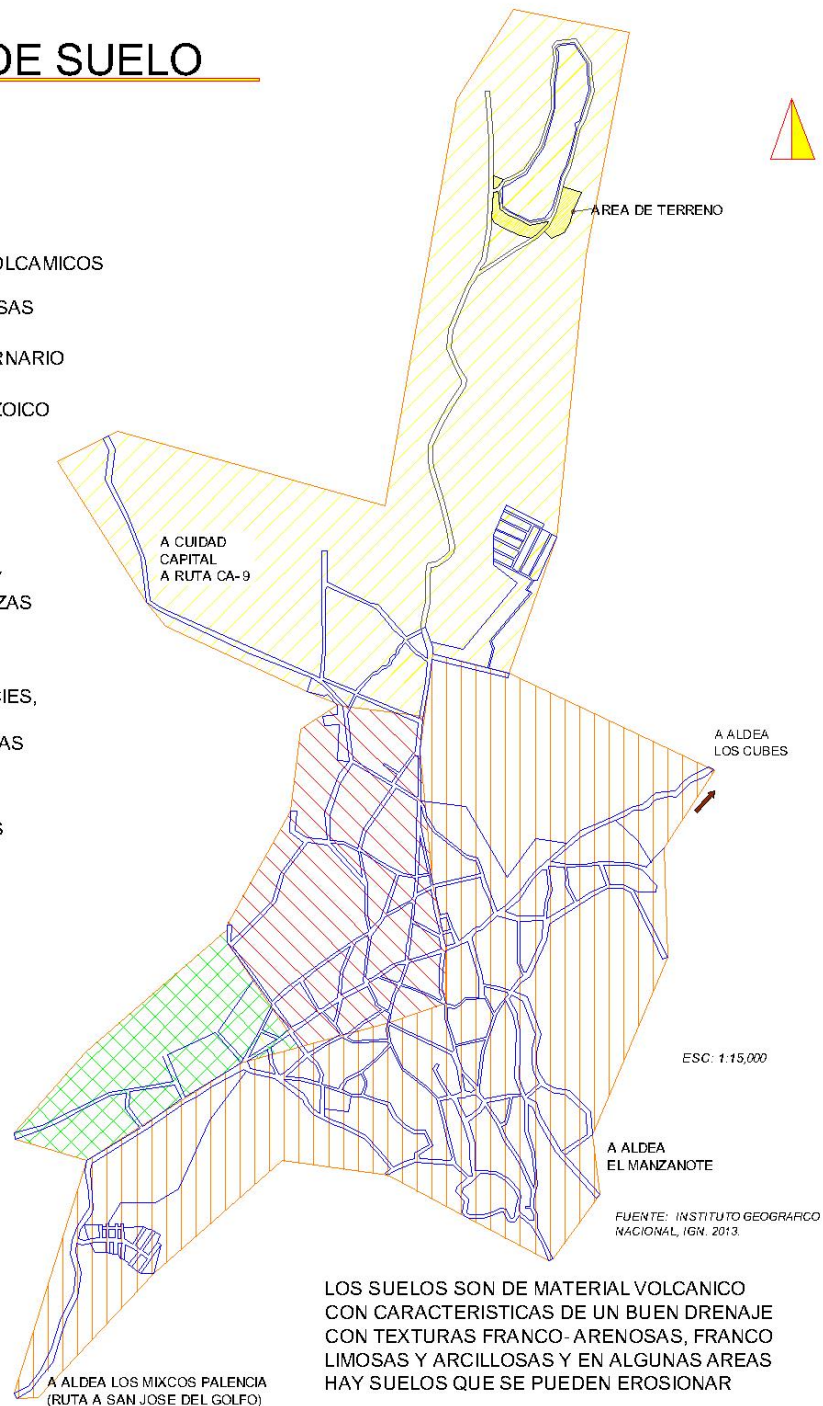 DE SUELO
OLCAMICOS
SAS
RNARIO
ZOICO
ZAS
CIES,
AS
S
AREA DE TERRENO
A CUIDAD
CAPITAL
A RUTA CA-9
A ALDEA
LOS CUBES
ESC: 1:15,000
A ALDEA
EL MANZANOTE
FUENTE: INSTITUTO GEOGRAFICO
NACIONAL, IGN. 2013.
LOS SUELOS SON DE MATERIAL VOLCANICO
CON CARACTERISTICAS DE UN BUEN DRENAJE
CON TEXTURAS FRANCO-ARENOSAS, FRANCO
LIMOSAS Y ARCILLOSAS Y EN ALGUNAS AREAS
HAY SUELOS QUE SE PUEDEN EROSIONAR
A ALDEA LOS MIXCOS PALENCIA
(RUTA A SAN JOSE DEL GOLFO)